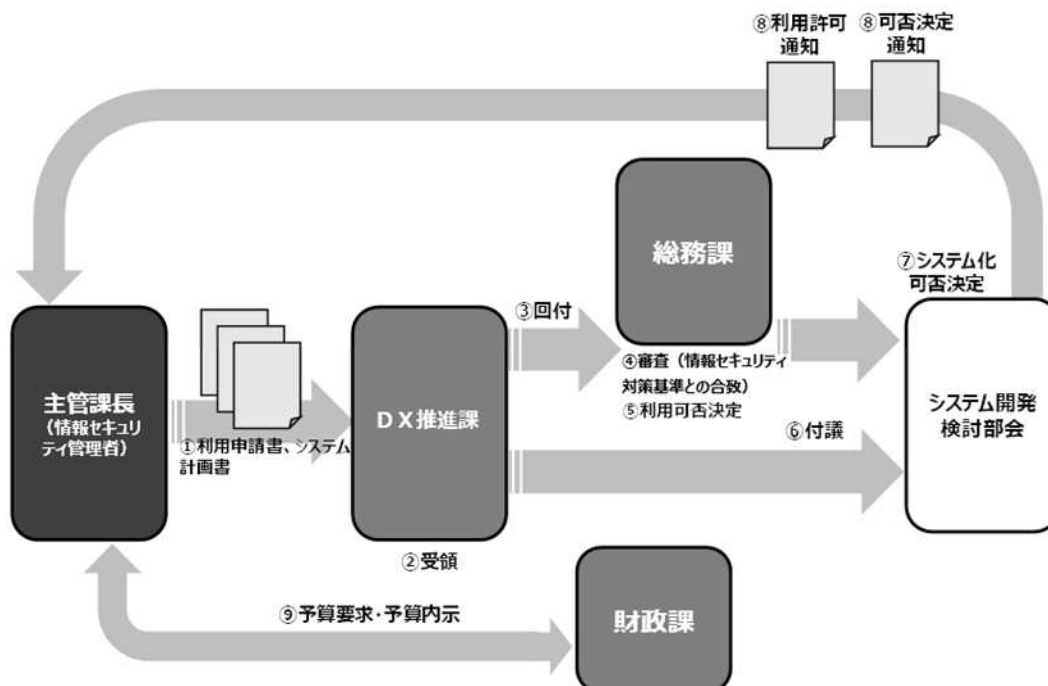 ⑧利用許可
通知
⑧可否決定
通知
総務課
⑦システム化
可否決定
③回付
④審査（情報セキュリティ
対策基準との合致）
⑤利用可否決定
主管課長
（情報セキュリ
ティ管理者）
①利用申請書、システム
計画書
ＤＸ推進課
②受領
⑥付議
システム開発
検討部会
⑨予算要求・予算内示
財政課